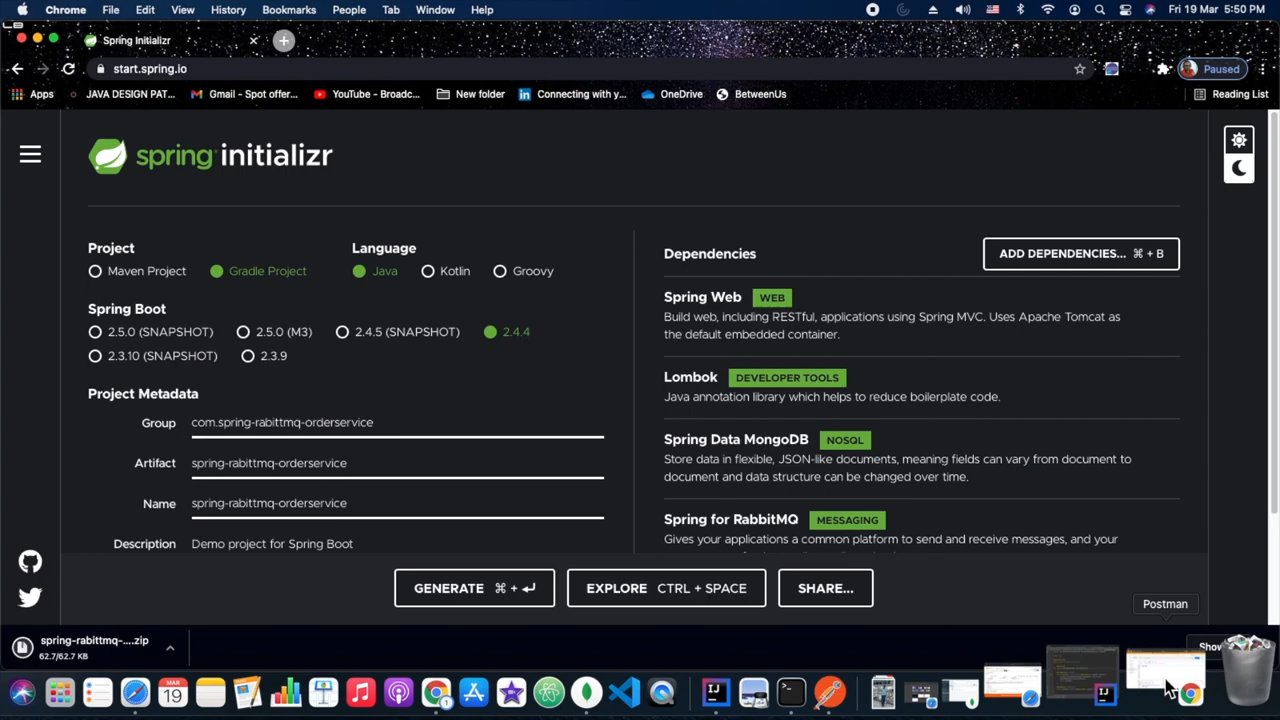 Chrome File Edit View History Bookmarks People Tab Window Help Fri 19 Mar 5:50 PM
Spring Initializr
start.spring.io Paused
Apps JAVA DESIGN PAT... Gmail - Spot offer... YouTube - Broadc... New folder Connecting with y... OneDrive BetweenUs Reading List
spring initializr
Project
Maven Project Gradle Project
Language
Java Kotlin Groovy
Spring Boot
2.5.0 (SNAPSHOT) 2.5.0 (M3) 2.4.5 (SNAPSHOT) 2.4.4
2.3.10 (SNAPSHOT) 2.3.9
Project Metadata
Group com.spring-rabittmq-orderservice
Artifact spring-rabittmq-orderservice
Name spring-rabittmq-orderservice
Description Demo project for Spring Boot
Dependencies ADD DEPENDENCIES... ⌘ + B
Spring Web WEB
Build web, including RESTful, applications using Spring MVC. Uses Apache Tomcat as
the default embedded container.
Lombok DEVELOPER TOOLS
Java annotation library which helps to reduce boilerplate code.
Spring Data MongoDB NOSQL
Store data in flexible, JSON-like documents, meaning fields can vary from document to
document and data structure can be changed over time.
Spring for RabbitMQ MESSAGING
Gives your applications a common platform to send and receive messages, and your
GENERATE ⌘ + ↵ EXPLORE CTRL + SPACE SHARE...
Postman
spring-rabittmq-....zip
62.7/62.7 KB
MAR
19